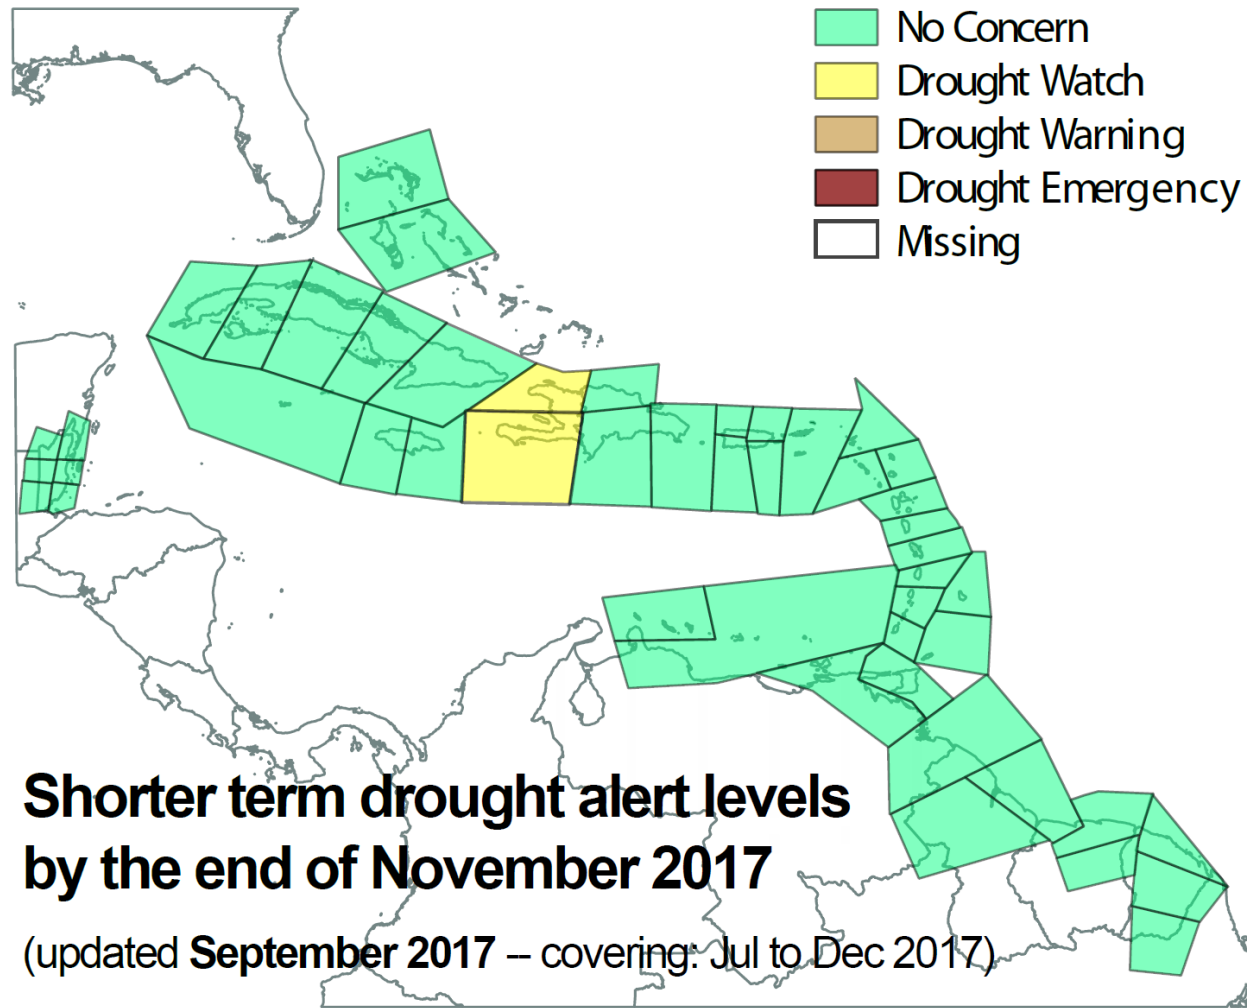 No Concern
Drought Watch
Drought Warning
Drought Emergency
Missing
Shorter term drought alert levels
by the end of November 2017
(updated September 2017 -- covering: Jul to Dec 2017)